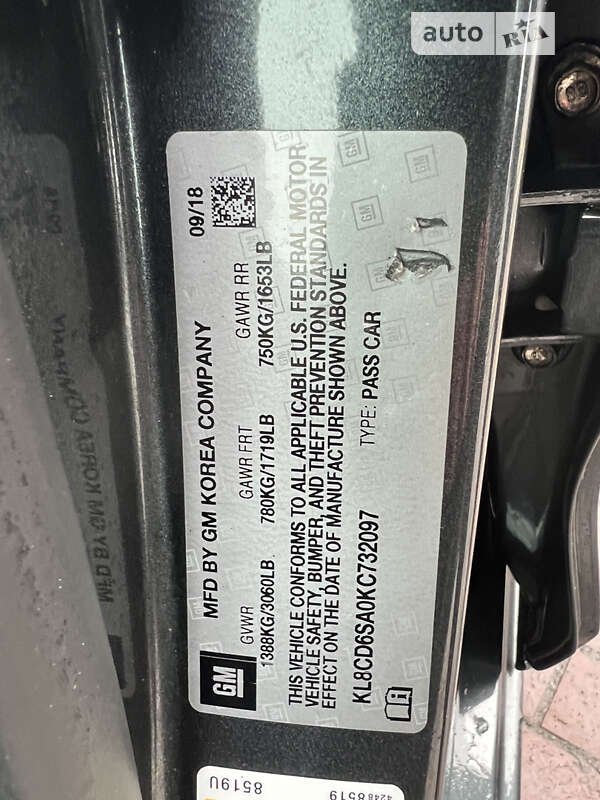 auto RIA
09/18
MFD BY GM KOREA COMPANY
GVWR GAWR FRT GAWR RR
1388KG/3060LB 780KG/1719LB 750KG/1653LB
THIS VEHICLE CONFORMS TO ALL APPLICABLE U.S. FEDERAL MOTOR
VEHICLE SAFETY, BUMPER, AND THEFT PREVENTION STANDARDS IN
EFFECT ON THE DATE OF MANUFACTURE SHOWN ABOVE.
KL8CD6SA0KC732097 TYPE: PASS CAR
GM
42488519
8519U